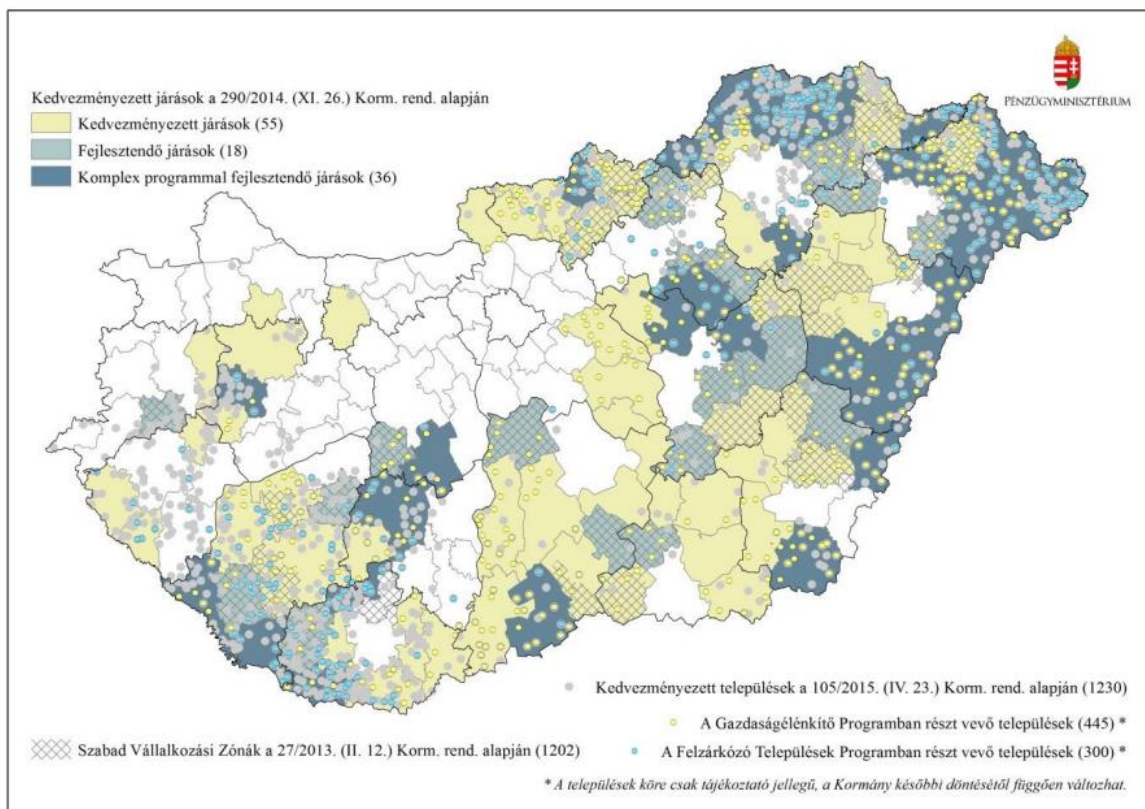 PÉNZÜGYMINISZTÉRIUM
Kedvezményezett járások a 290/2014. (XI. 26.) Korm. rend. alapján
Kedvezményezett járások (55)
Fejlesztendő járások (18)
Komplex programmal fejlesztendő járások (36)
Kedvezményezett települések a 105/2015. (IV. 23.) Korm. rend. alapján (1230)
A Gazdaságélénkítő Programban részt vevő települések (445) *
Szabad Vállalkozási Zónák a 27/2013. (II. 12.) Korm. rend. alapján (1202)
A Felzárkózó Települések Programban részt vevő települések (300) *
* A települések köre csak tájékoztató jellegű, a Kormány későbbi döntésétől függően változhat.